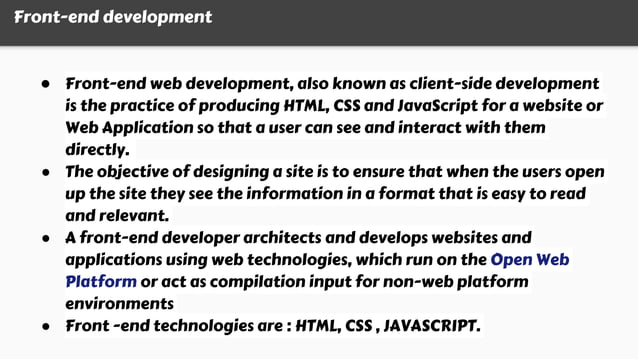 Front-end development
● Front-end web development, also known as client-side development
is the practice of producing HTML, CSS and JavaScript for a website or
Web Application so that a user can see and interact with them
directly.
● The objective of designing a site is to ensure that when the users open
up the site they see the information in a format that is easy to read
and relevant.
● A front-end developer architects and develops websites and
applications using web technologies, which run on the Open Web
Platform or act as compilation input for non-web platform
environments
● Front -end technologies are : HTML, CSS , JAVASCRIPT.